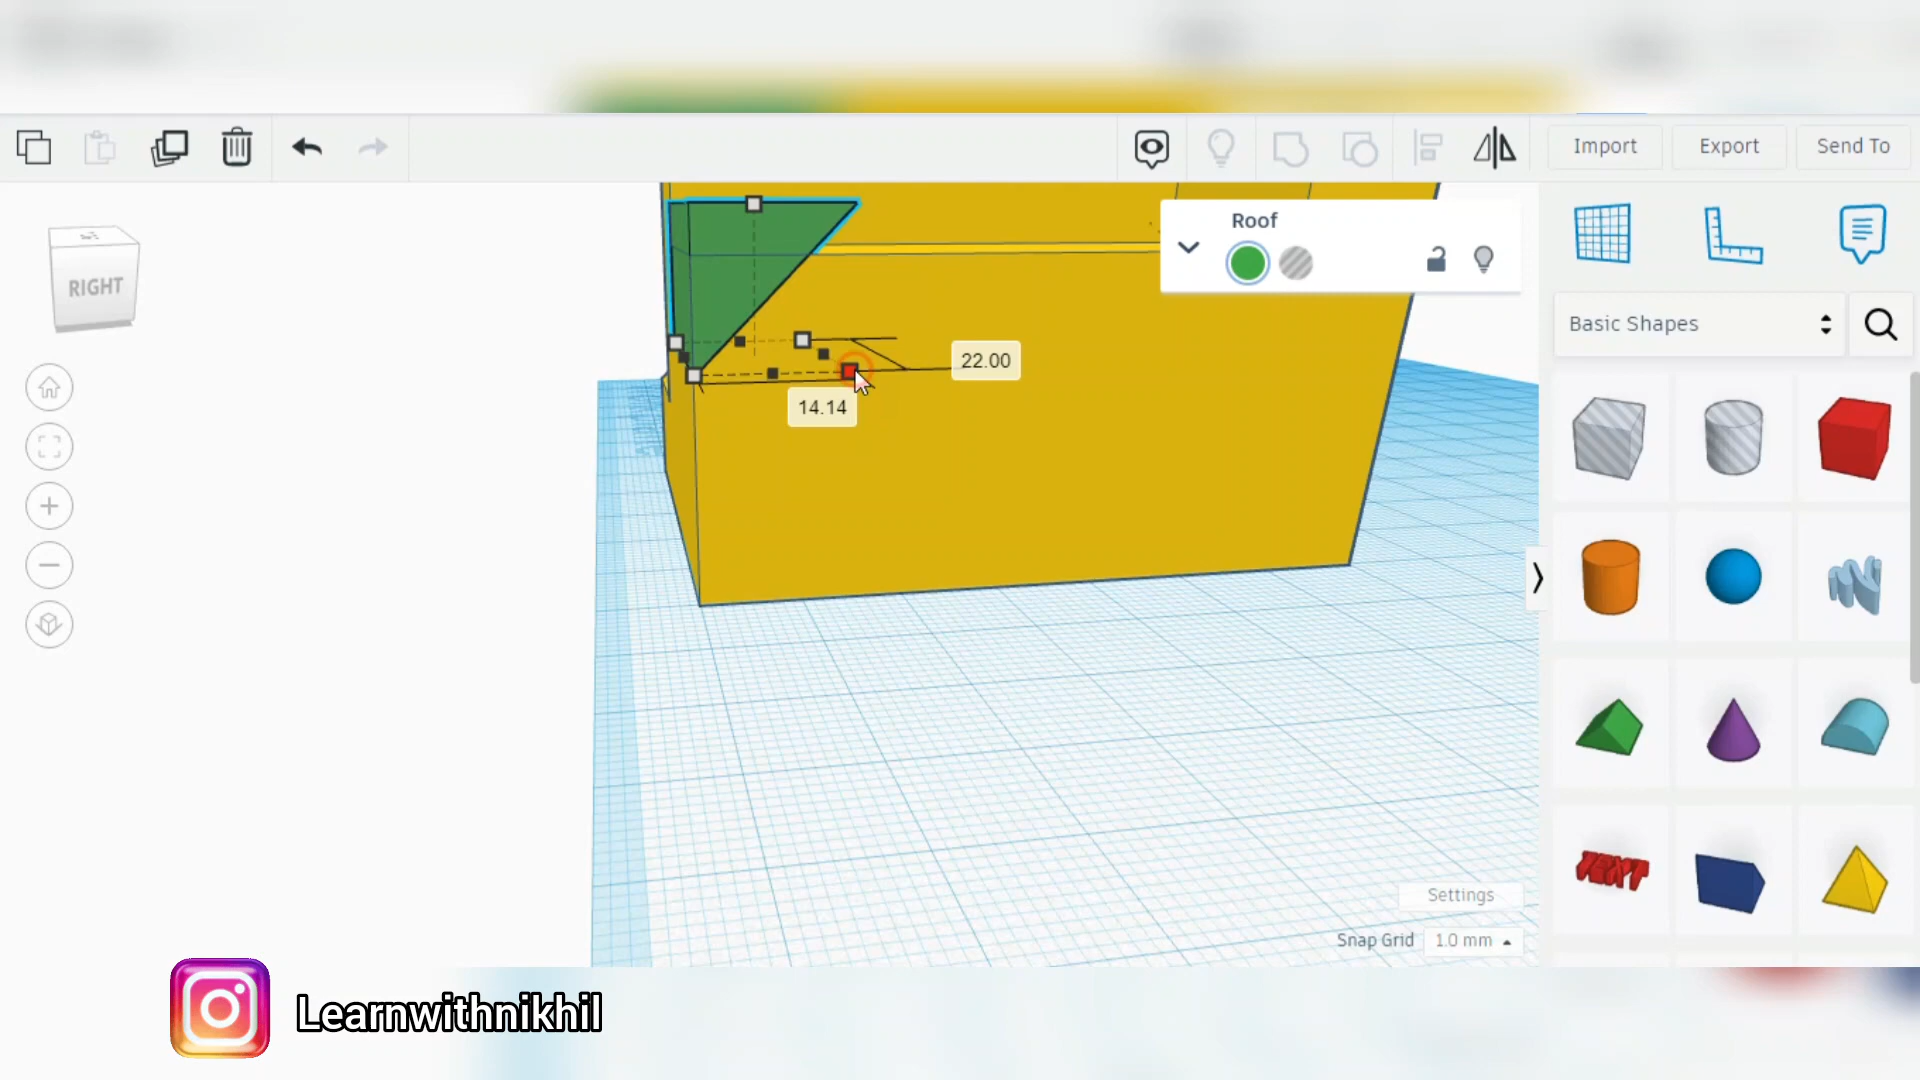 Import
Export
Send To
Roof
RIGHT
Basic Shapes
22.00
14.14
TEXT
Settings
Snap Grid 1.0 mm
Learnwithnikhil